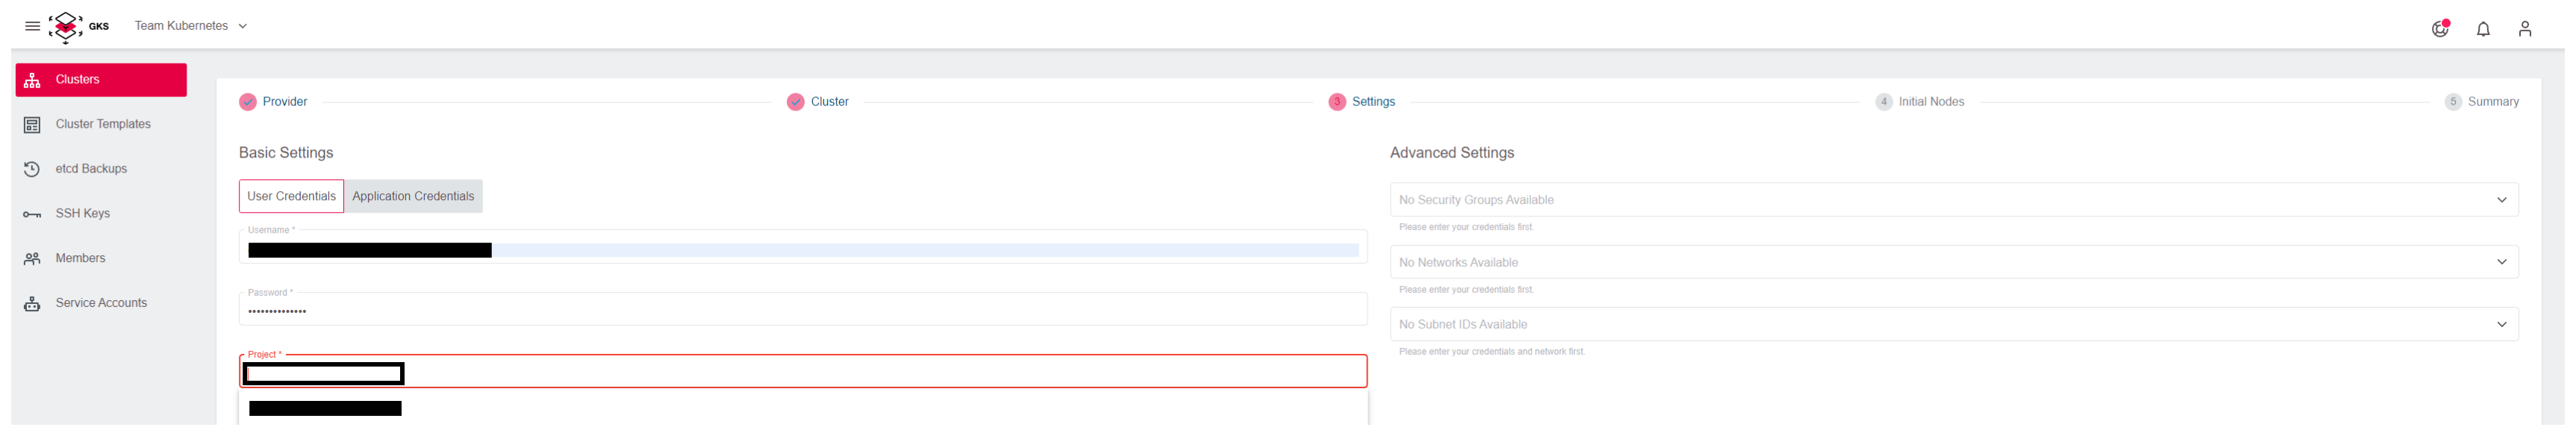 GKS Team Kubernetes
Clusters
Cluster Templates
etcd Backups
SSH Keys
Members
Service Accounts
Provider
Cluster
3 Settings
4 Initial Nodes
5 Summary
Basic Settings
User Credentials Application Credentials
Username *
Password *
••••••••••••••
Project *
Advanced Settings
No Security Groups Available
Please enter your credentials first.
No Networks Available
Please enter your credentials first.
No Subnet IDs Available
Please enter your credentials and network first.